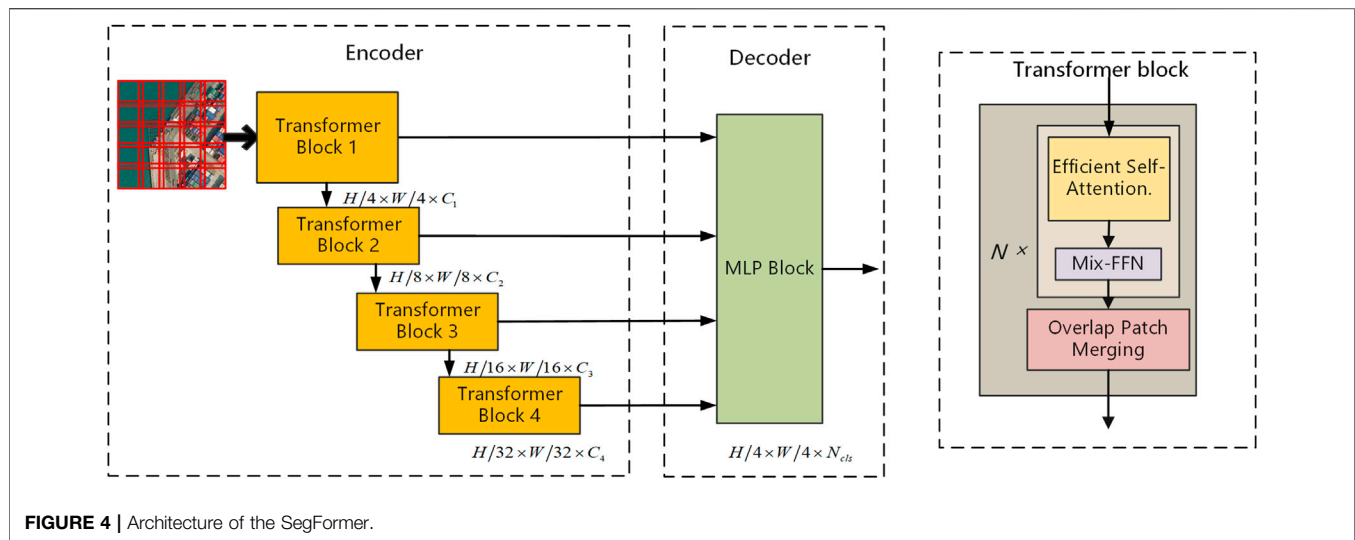 Encoder
Transformer
Block 1
H/4×W/4×C₁
Transformer
Block 2
H/8×W/8×C₂
Transformer
Block 3
H/16×W/16×C₃
Transformer
Block 4
H/32×W/32×C₄
Decoder
MLP Block
H/4×W/4×N_cls
Transformer block
Efficient Self-
Attention.
N ×
Mix-FFN
Overlap Patch
Merging
FIGURE 4 | Architecture of the SegFormer.